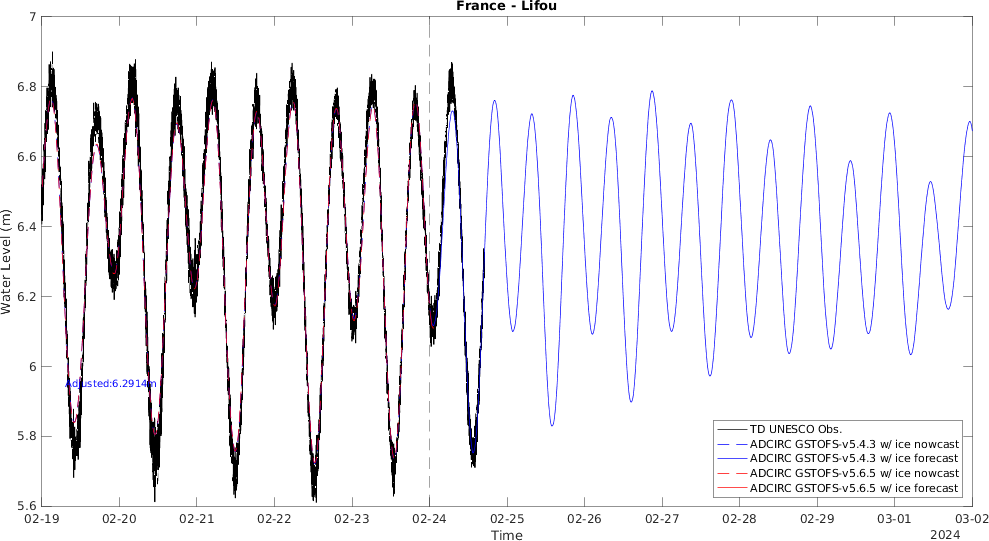 France - Lifou
7
6.8
6.6
6.4
6.2
6
5.8
5.6
Water Level (m)
Adjusted:6.2914m
TD UNESCO Obs.
ADCIRC GSTOFS-v5.4.3 w/ ice nowcast
ADCIRC GSTOFS-v5.4.3 w/ ice forecast
ADCIRC GSTOFS-v5.6.5 w/ ice nowcast
ADCIRC GSTOFS-v5.6.5 w/ ice forecast
02-19 02-20 02-21 02-22 02-23 02-24 02-25 02-26 02-27 02-28 02-29 03-01 03-02
Time
2024